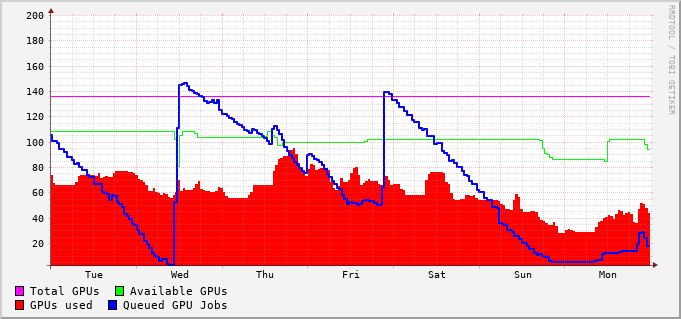 200
180
160
140
120
100
80
60
40
20
Tue Wed Thu Fri Sat Sun Mon
Total GPUs Available GPUs
GPUs used Queued GPU Jobs
RRDTOOL / TOBI OETIKER